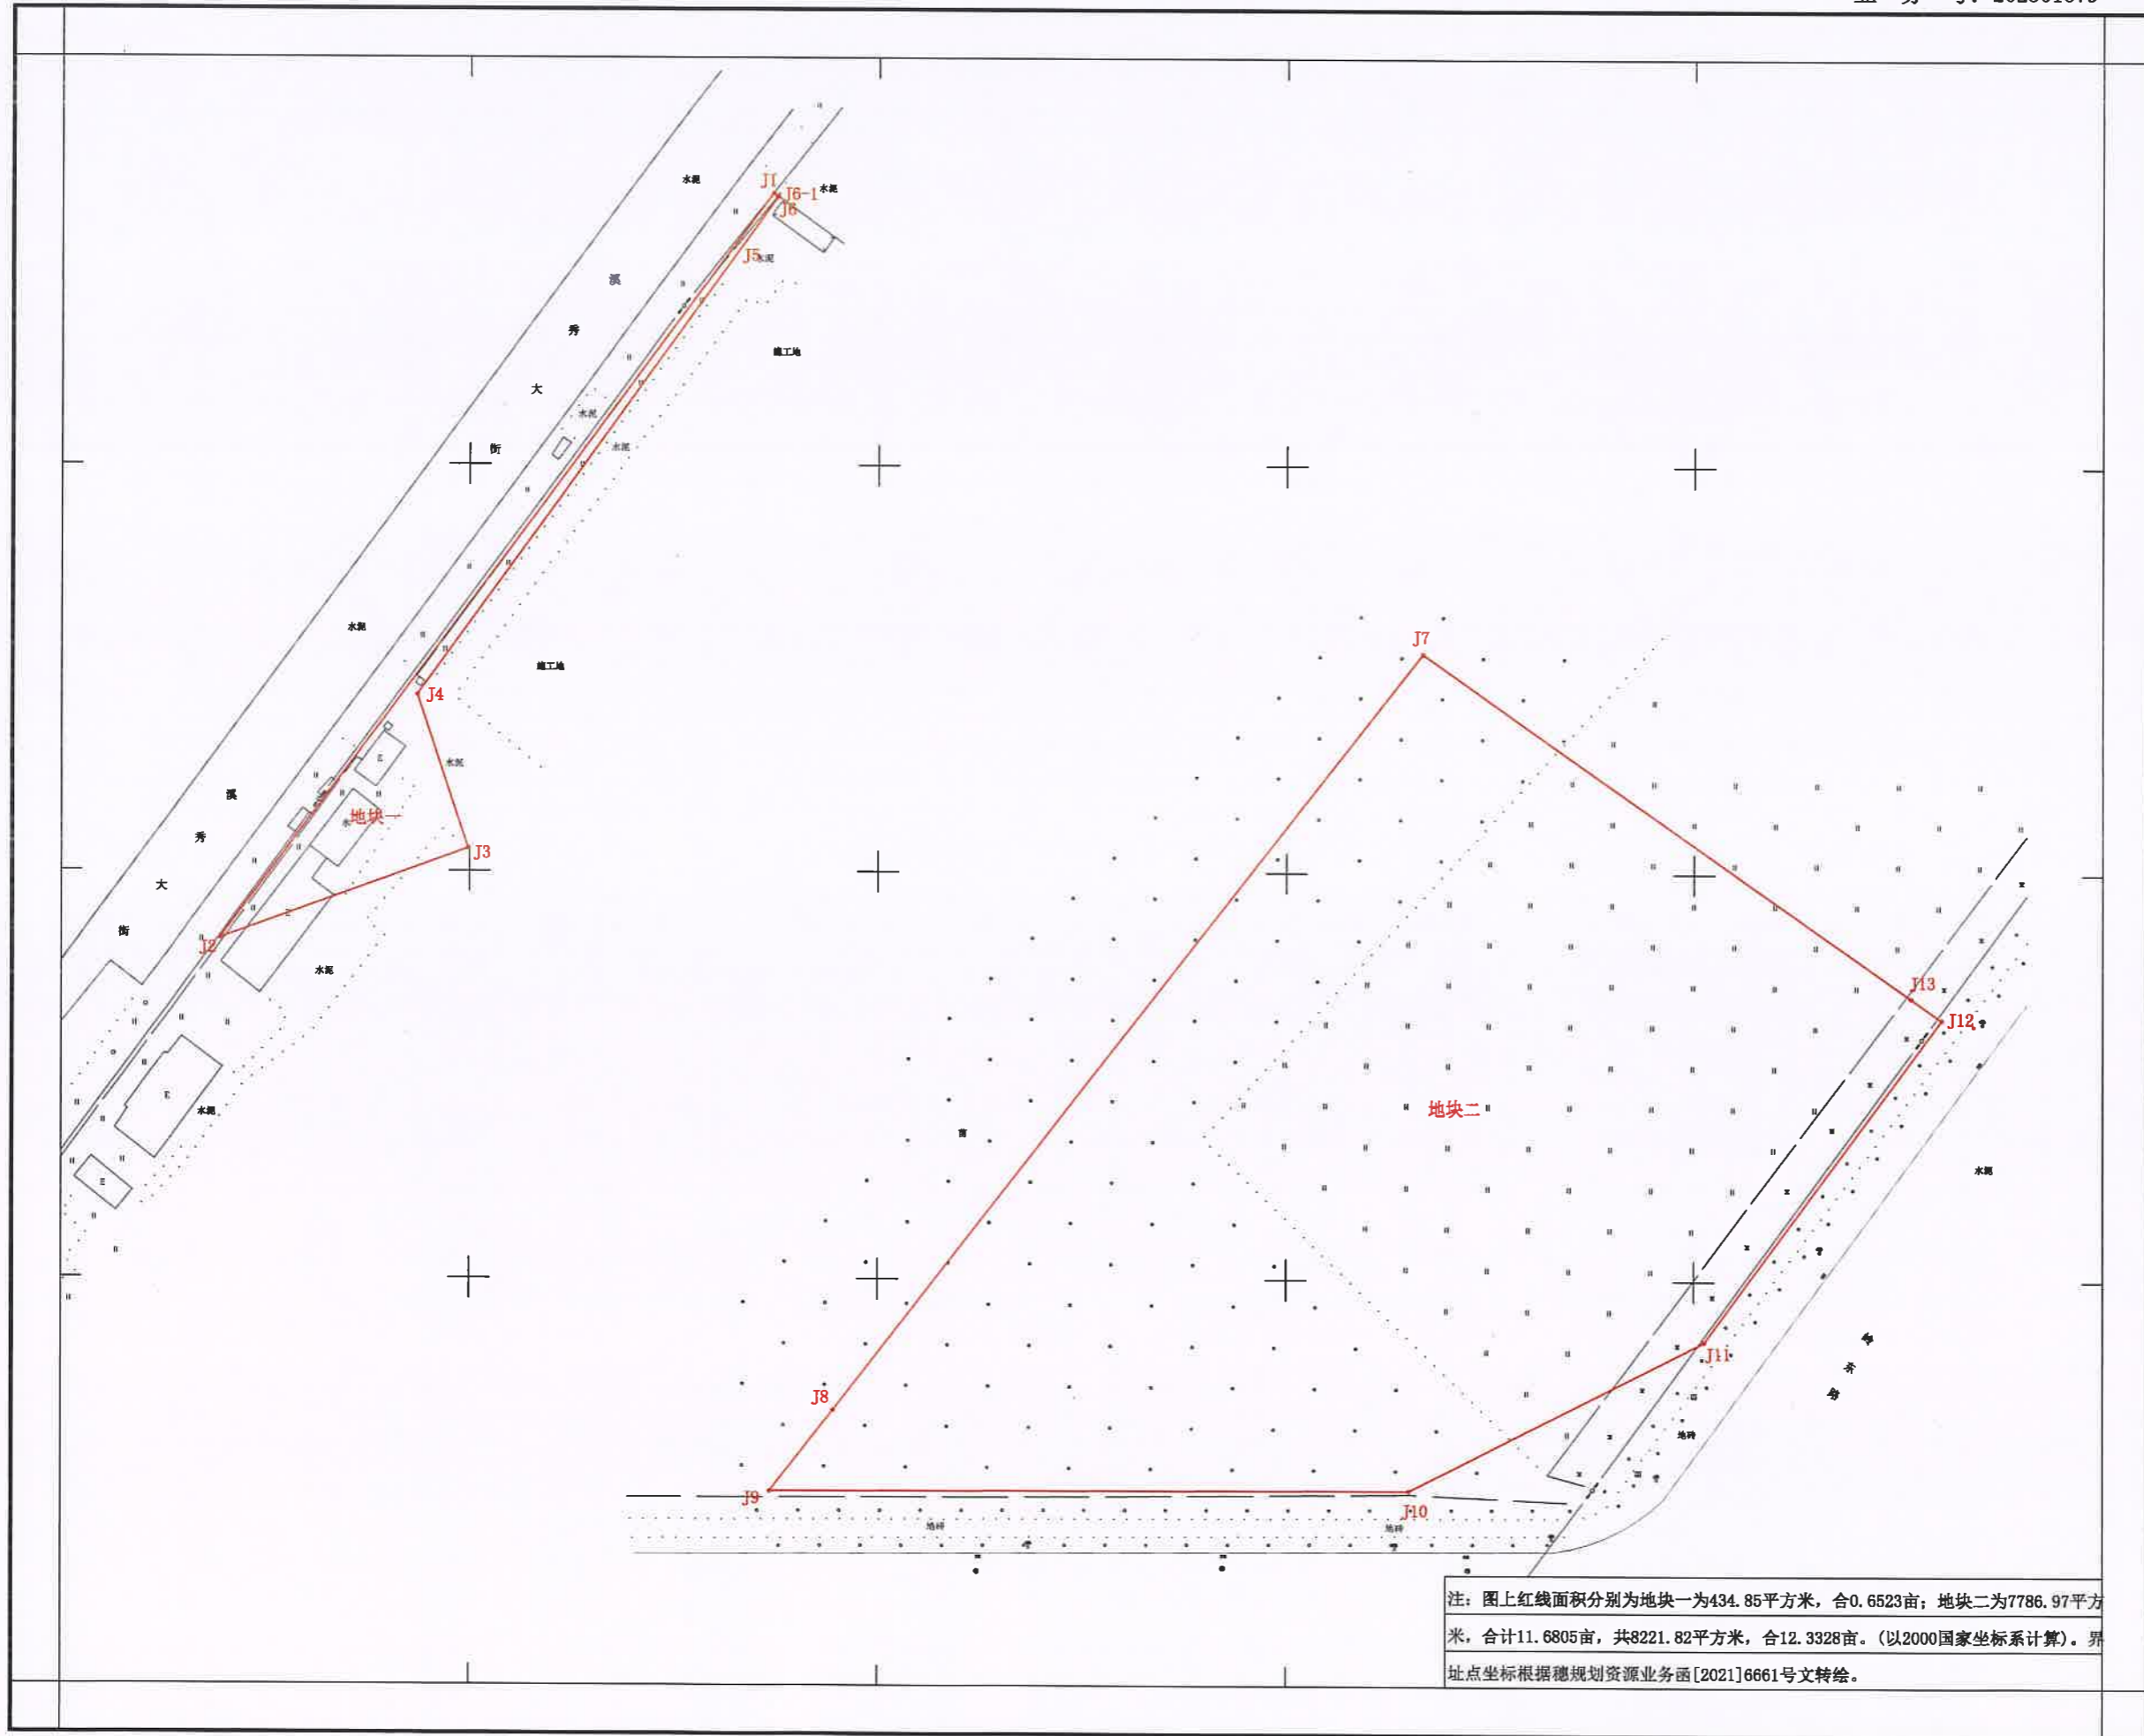 水泥
J1
J6-1
水泥
J6
J5
水泥
溪
秀
施工地
大
水泥
街
水泥
水泥
J7
施工地
J4
水泥
溪
地块一
秀
J3
大
街
J2
水泥
J13
J12
地块二
水泥
水泥
苗
东
路
J11
J8
地砖
J9
J10
地砖
地砖
注: 图上红线面积分别为地块一为434.85平方米, 合0.6523亩; 地块二为7786.97平方
米, 合计11.6805亩, 共8221.82平方米, 合12.3328亩。(以2000国家坐标系计算)。界
址点坐标根据穗规划资源业务函[2021]6661号文转绘。